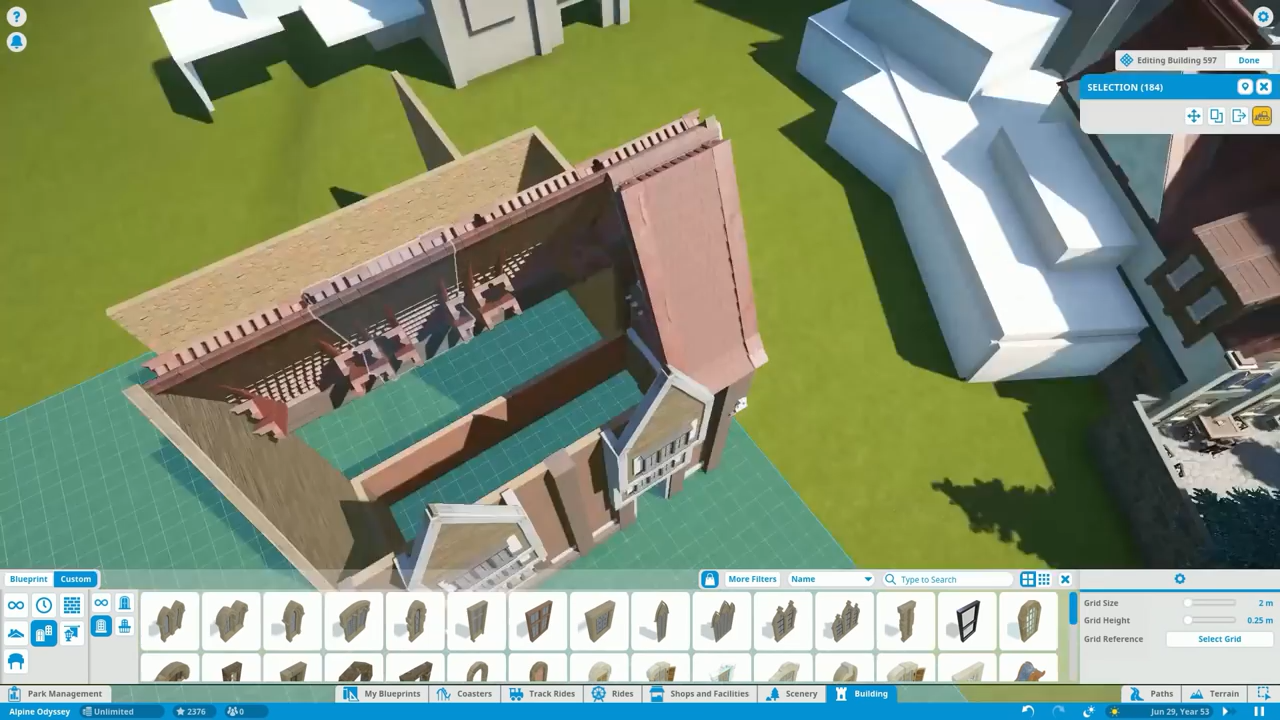 ?
Editing Building 597 Done
SELECTION (184)
Blueprint Custom More Filters Name Type to Search
Grid Size 2 m
Grid Height 0.25 m
Grid Reference Select Grid
Park Management My Blueprints Coasters Track Rides Rides Shops and Facilities Scenery Building Paths Terrain
Alpine Odyssey Unlimited 2376 0 Jun 29, Year 53